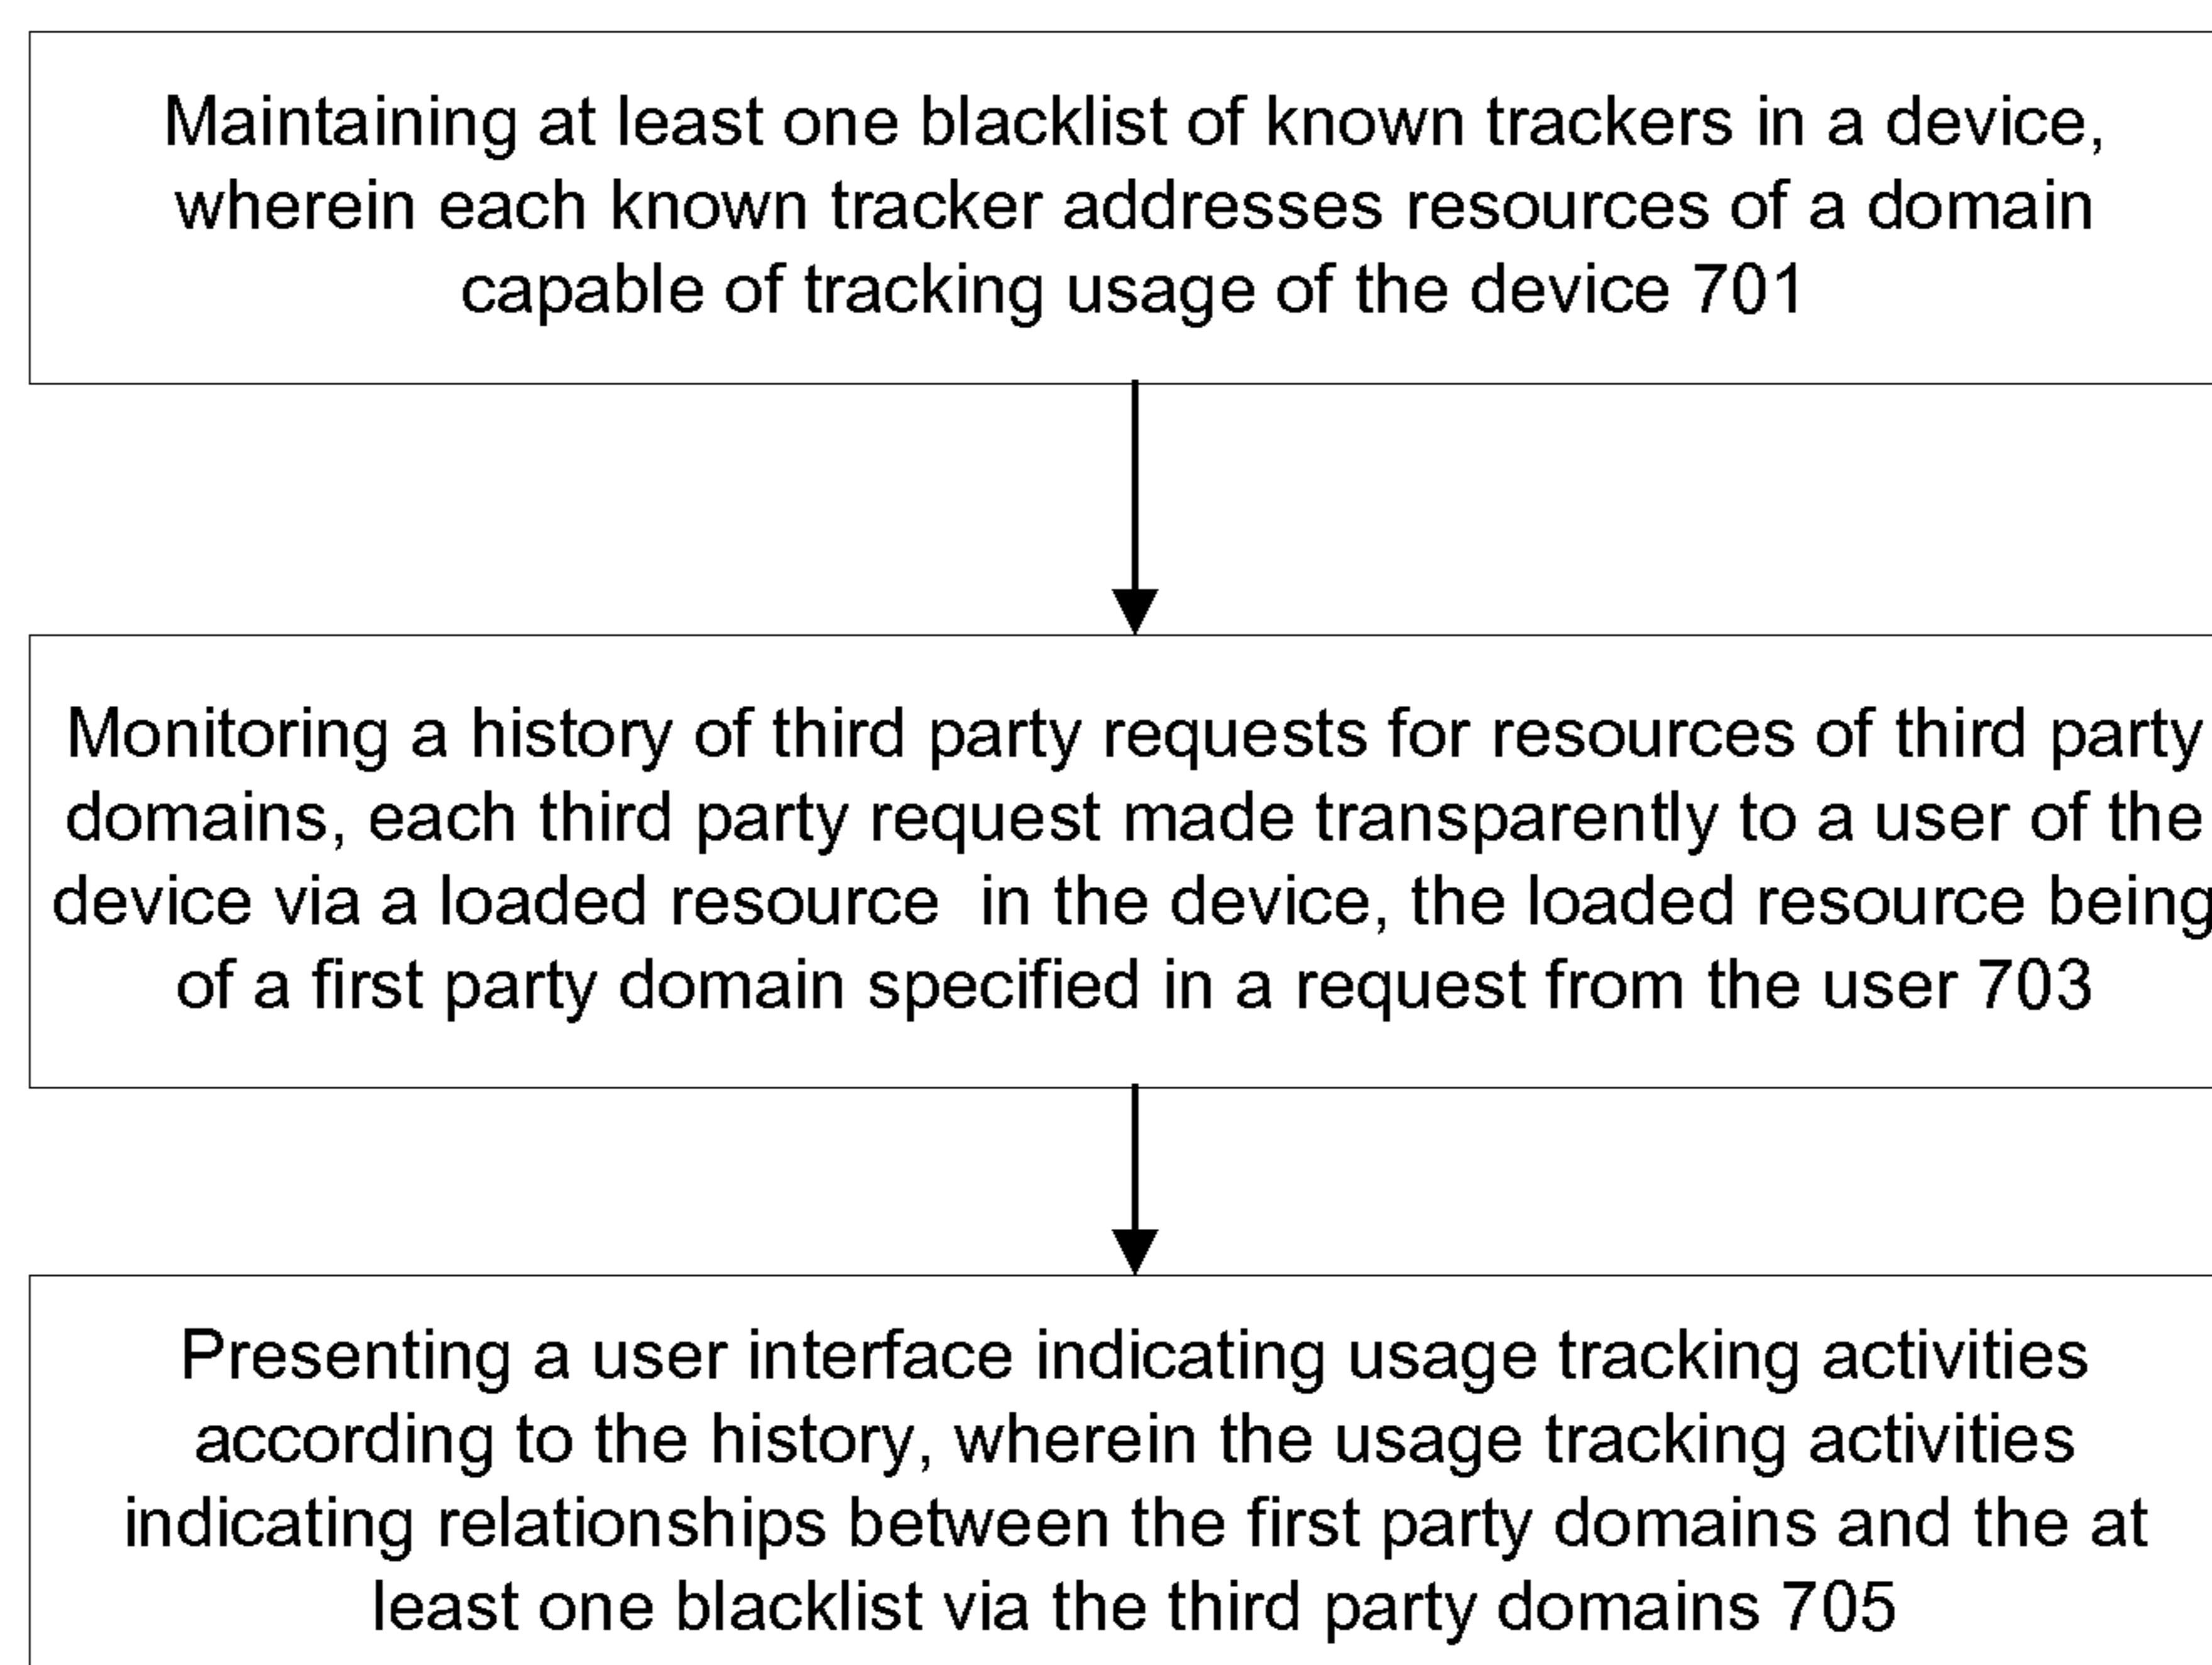 Maintaining at least one blacklist of known trackers in a device,
wherein each known tracker addresses resources of a domain
capable of tracking usage of the device 701
Monitoring a history of third party requests for resources of third party
domains, each third party request made transparently to a user of the
device via a loaded resource  in the device, the loaded resource being
of a first party domain specified in a request from the user 703
Presenting a user interface indicating usage tracking activities
according to the history, wherein the usage tracking activities
indicating relationships between the first party domains and the at
least one blacklist via the third party domains 705